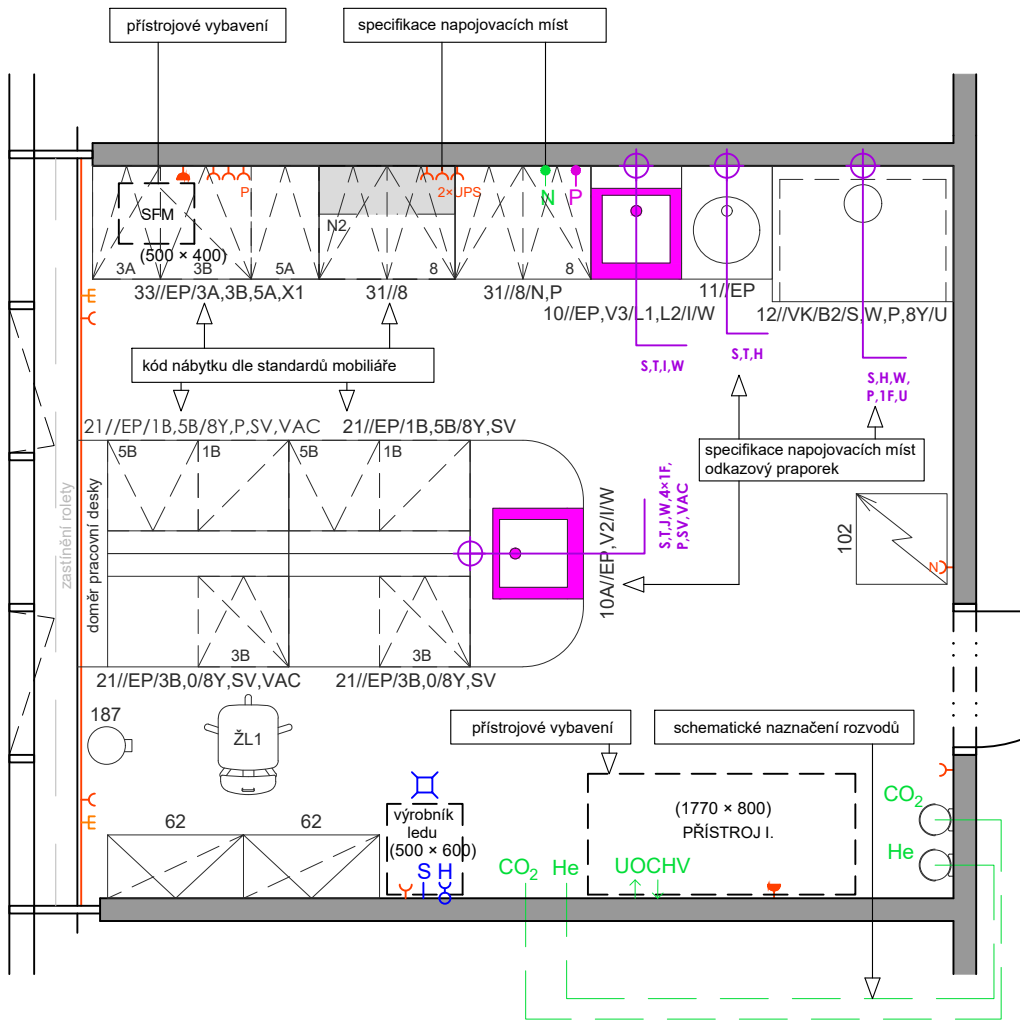 přístrojové vybavení
specifikace napojovacích míst
P
2×UPS
N
P
SFM
N2
(500 × 400)
3A
3B
5A
8
8
33//EP/3A,3B,5A,X1
31//8
31//8/N,P
10//EP,V3/L1,L2/I/W
11//EP
12//VK/B2/S,W,P,8Y/U
kód nábytku dle standardů mobiliáře
S,T,I,W
S,T,H
S,H,W,
P,1F,U
21//EP/1B,5B/8Y,P,SV,VAC
21//EP/1B,5B/8Y,SV
5B
1B
5B
1B
specifikace napojovacích míst
odkazový praporek
S,T,J,W,4×1F,
P,SV,VAC
10A//EP,V2/I/W
102
N
zastínění rolety
doměr pracovní desky
3B
3B
21//EP/3B,0/8Y,SV,VAC
21//EP/3B,0/8Y,SV
187
ŽL1
přístrojové vybavení
schematické naznačení rozvodů
62
62
výrobník
ledu
(500 × 600)
S
H
(1770 × 800)
PŘÍSTROJ I.
CO2
He
CO2
He
UOCHV